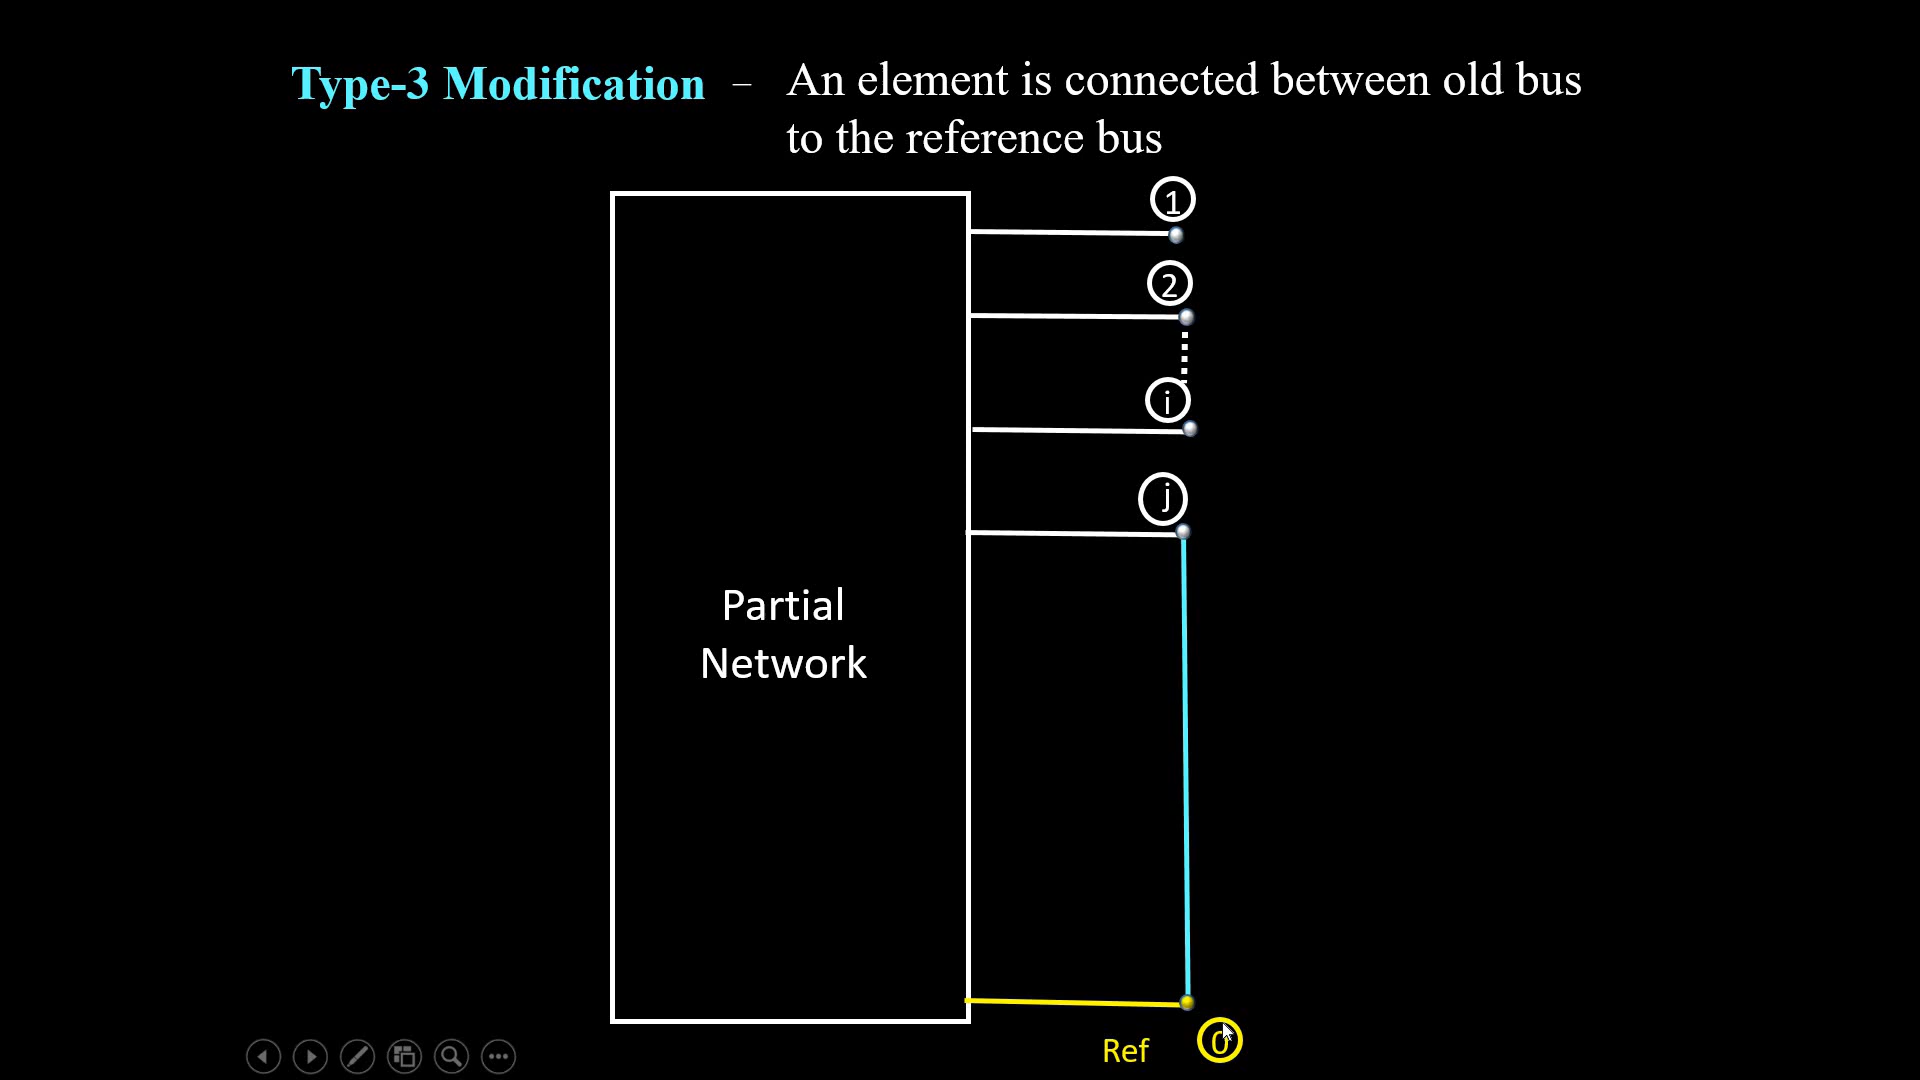 Type-3 Modification – An element is connected between old bus
to the reference bus
1
2
i
j
Partial
Network
Ref 0